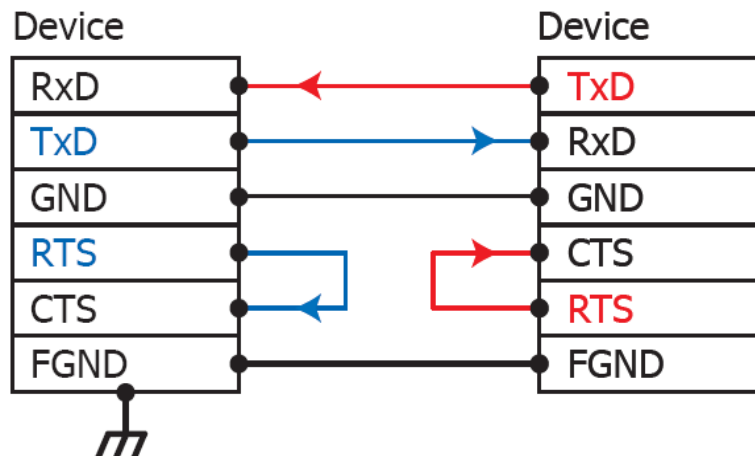 Device
Device
RxD
TxD
TxD
RxD
GND
GND
RTS
CTS
CTS
RTS
FGND
FGND